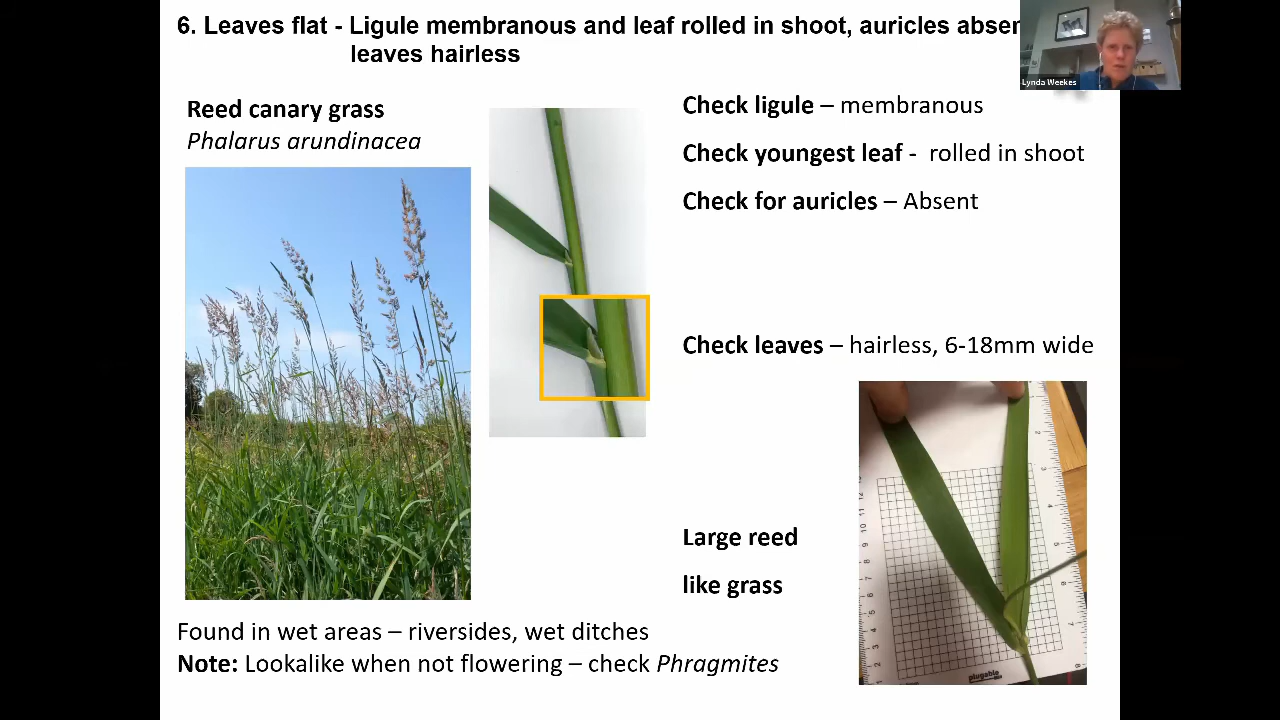 6. Leaves flat - Ligule membranous and leaf rolled in shoot, auricles absen
leaves hairless
Lynda Weekes
Reed canary grass
Phalarus arundinacea
Check ligule – membranous
Check youngest leaf - rolled in shoot
Check for auricles – Absent
Check leaves – hairless, 6-18mm wide
Large reed
like grass
plugable
Found in wet areas – riversides, wet ditches
Note: Lookalike when not flowering – check Phragmites